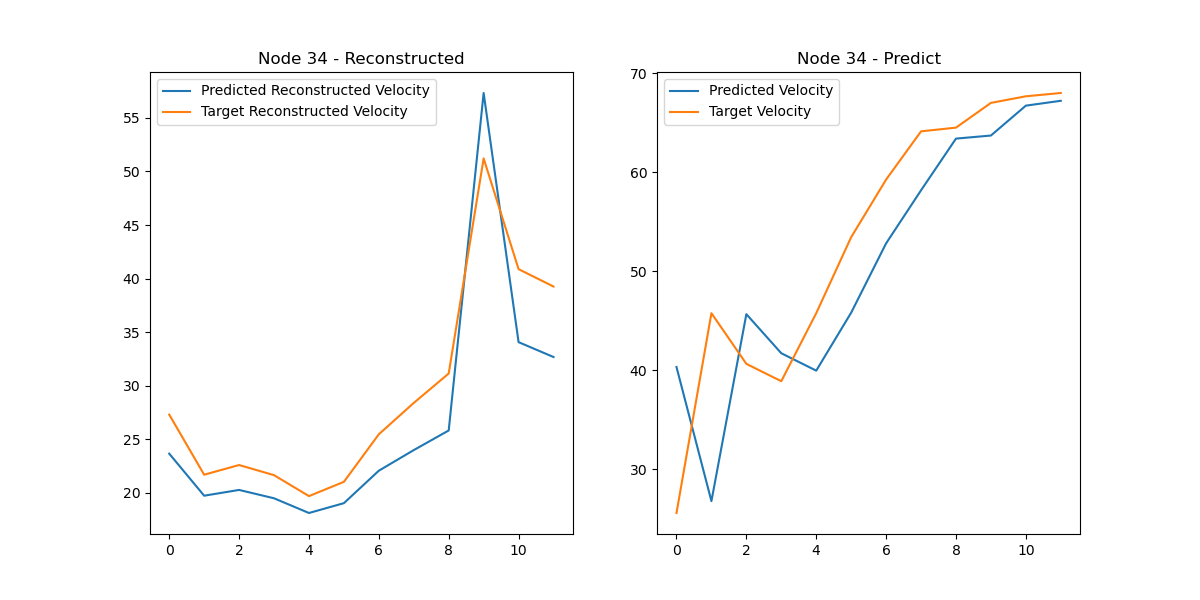 Node 34 - Reconstructed
Predicted Reconstructed Velocity
Target Reconstructed Velocity
55
50
45
40
35
30
25
20
0 2 4 6 8 10
Node 34 - Predict
Predicted Velocity
Target Velocity
70
60
50
40
30
0 2 4 6 8 10